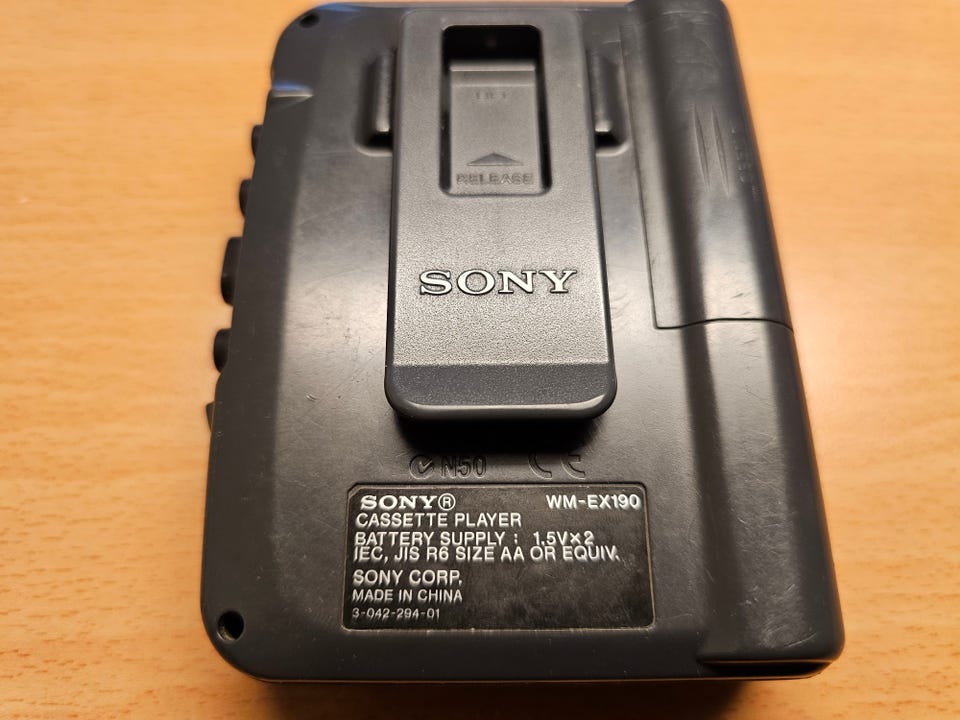 RELEASE
SONY
N50 CE
SONY® WM-EX190
CASSETTE PLAYER
BATTERY SUPPLY : 1.5V×2
IEC, JIS R6 SIZE AA OR EQUIV.
SONY CORP.
MADE IN CHINA
3-042-294-01